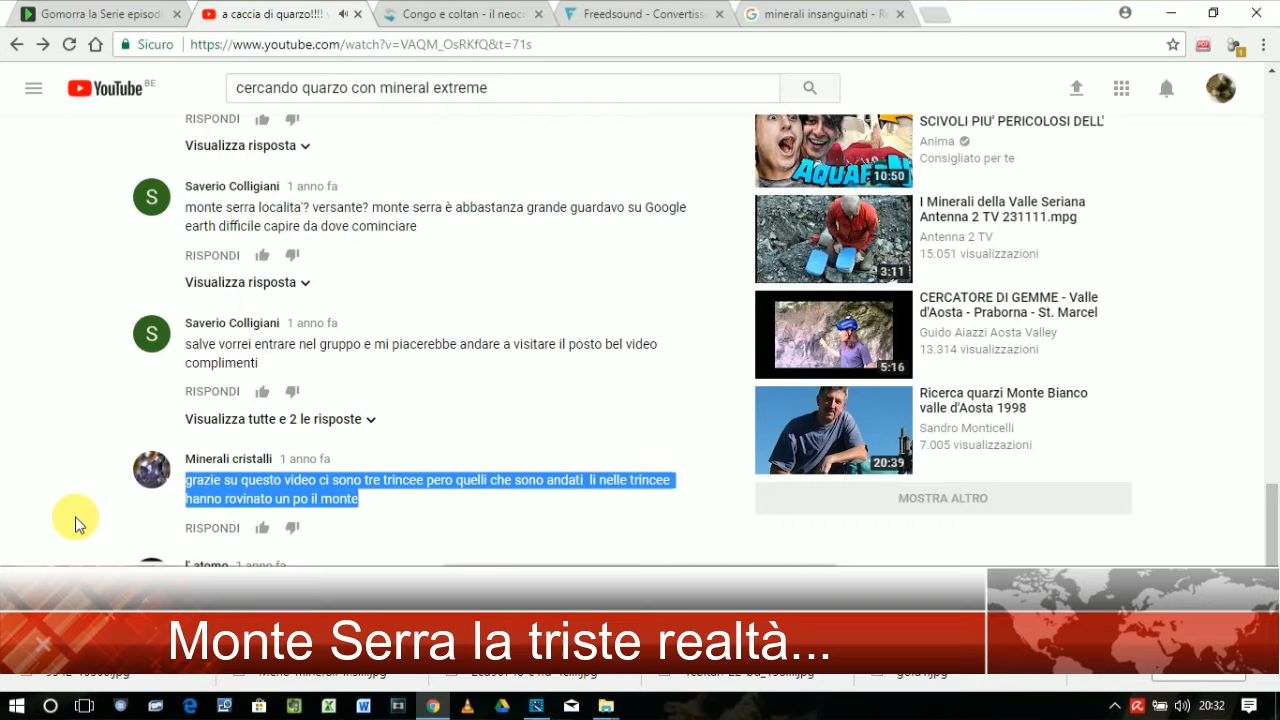 Gomorra la Serie episodi
a caccia di quarzo!!!!
Congo e coltan - il neoc
Freedsound - Convertiss
minerali insanguinati - R
Sicuro
https://www.youtube.com/watch?v=VAQM_OsRKfQ&t=71s
YouTube BE
cercando quarzo con mineral extreme
RISPONDI
Visualizza risposta
S
Saverio Colligiani 1 anno fa
monte serra localita'? versante? monte serra è abbastanza grande guardavo su Google
earth difficile capire da dove cominciare
RISPONDI
Visualizza risposta
S
Saverio Colligiani 1 anno fa
salve vorrei entrare nel gruppo e mi piacerebbe andare a visitare il posto bel video
complimenti
RISPONDI
Visualizza tutte e 2 le risposte
Minerali cristalli 1 anno fa
grazie su questo video ci sono tre trincee pero quelli che sono andati li nelle trincee
hanno rovinato un po il monte
RISPONDI
l' atomo 1 anno fa
AQUAF
10:50
SCIVOLI PIU' PERICOLOSI DELL'
Anima
Consigliato per te
3:11
I Minerali della Valle Seriana
Antenna 2 TV 231111.mpg
Antenna 2 TV
15.051 visualizzazioni
5:16
CERCATORE DI GEMME - Valle
d'Aosta - Praborna - St. Marcel
Guido Aiazzi Aosta Valley
13.314 visualizzazioni
20:39
Ricerca quarzi Monte Bianco
valle d'Aosta 1998
Sandro Monticelli
7.005 visualizzazioni
MOSTRA ALTRO
Monte Serra la triste realtà...
20:32